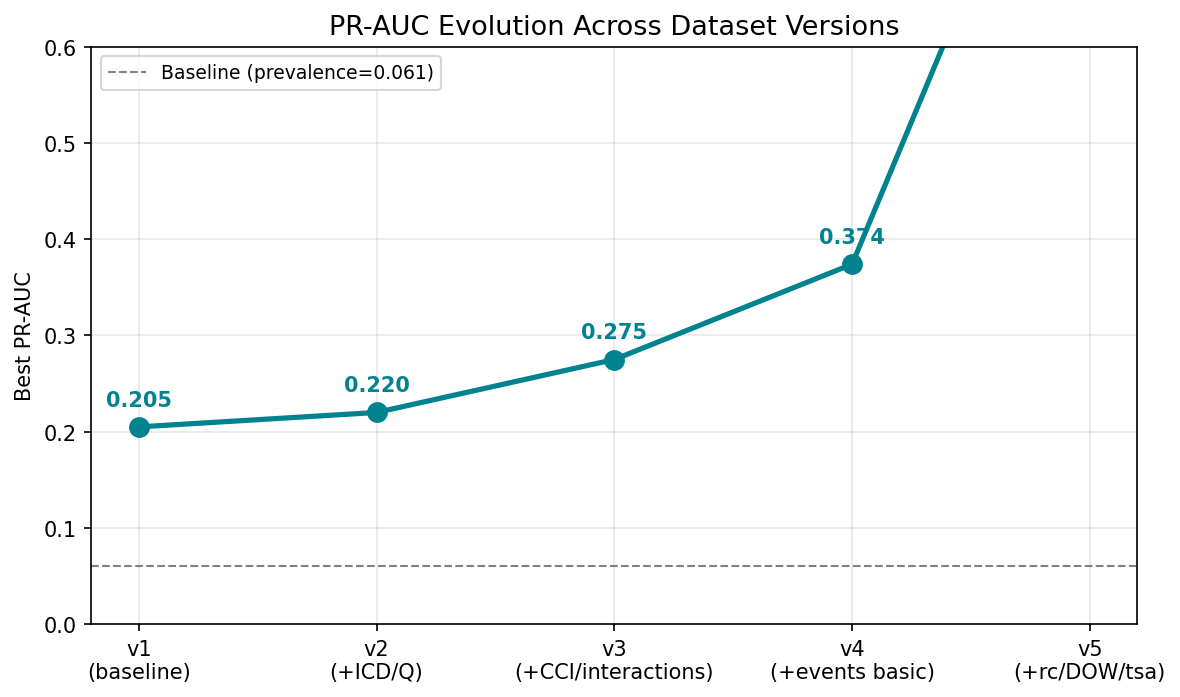 PR-AUC Evolution Across Dataset Versions
Baseline (prevalence=0.061)
Best PR-AUC
0.6
0.5
0.4
0.3
0.2
0.1
0.0
0.205
0.220
0.275
0.374
v1
(baseline)
v2
(+ICD/Q)
v3
(+CCI/interactions)
v4
(+events basic)
v5
(+rc/DOW/tsa)